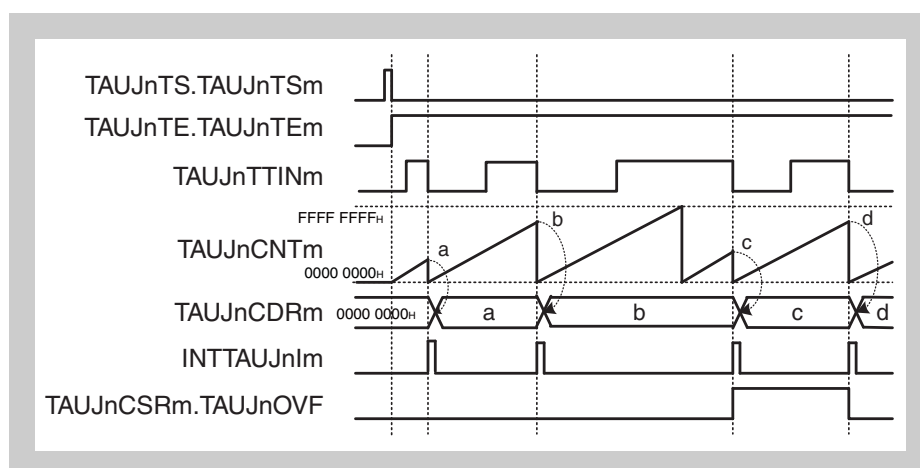 TAUJnTS.TAUJnTSm
TAUJnTE.TAUJnTEm
TAUJnTTINm
FFFF FFFFH
TAUJnCNTm
0000 0000H
a
b
c
d
TAUJnCDRm
0000 0000H
a
b
c
d
INTTAUJnIm
TAUJnCSRm.TAUJnOVF